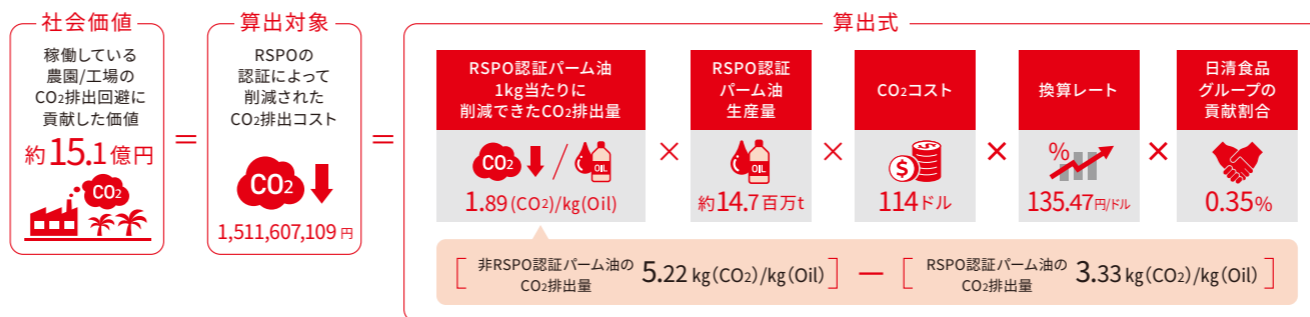 社会価値
稼働している
農園/工場の
CO2排出回避に
貢献した価値
約15.1億円
CO2
=
算出対象
RSPOの
認証によって
削減された
CO2排出コスト
CO2
1,511,607,109円
=
算出式
RSPO認証パーム油
1kg当たりに
削減できたCO2排出量
CO2 / OIL
1.89(CO2)/kg(Oil)
×
RSPO認証
パーム油
生産量
OIL
約14.7百万t
×
CO2コスト
$
114ドル
×
換算レート
%
135.47円/ドル
×
日清食品
グループの
貢献割合
0.35%
[非RSPO認証パーム油の
CO2排出量 5.22 kg(CO2)/kg(Oil)]
—
[RSPO認証パーム油の
CO2排出量 3.33 kg(CO2)/kg(Oil)]